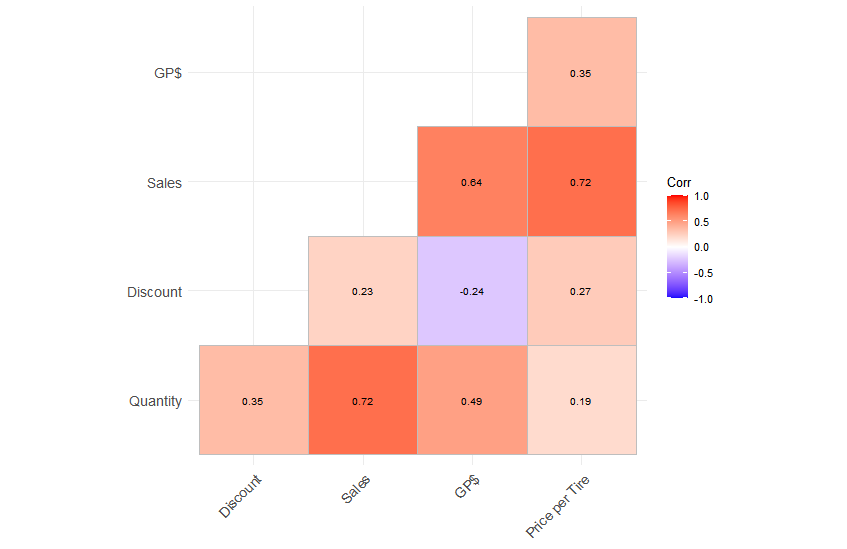 GP$
0.35
Sales
0.64
0.72
Corr
1.0
0.5
0.0
-0.5
-1.0
Discount
0.23
-0.24
0.27
Quantity
0.35
0.72
0.49
0.19
Discount
Sales
GP$
Price per Tire